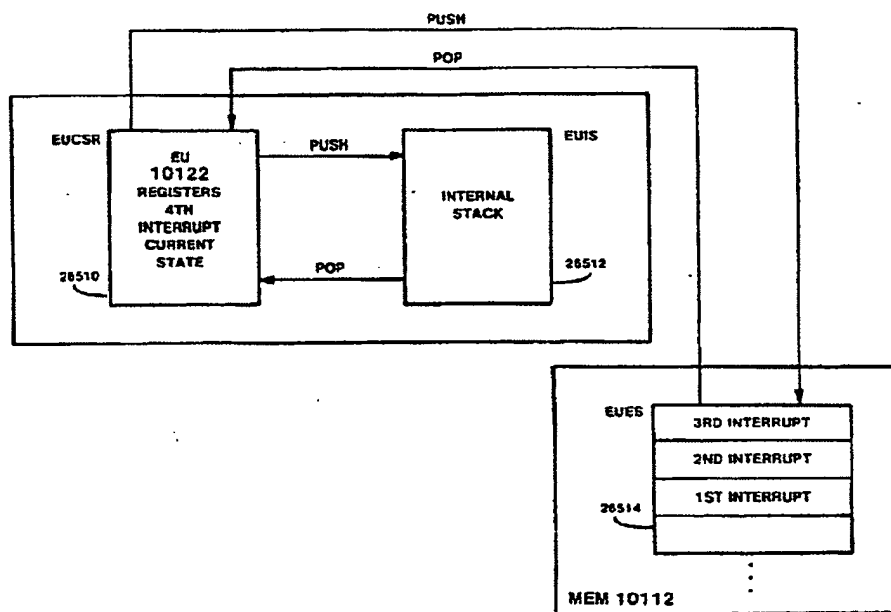 PUSH
POP
EUCSR
EU
10122
REGISTERS
4TH
INTERRUPT
CURRENT
STATE
26510
PUSH
POP
EUIS
INTERNAL
STACK
26512
EUES
3RD INTERRUPT
2ND INTERRUPT
1ST INTERRUPT
26514
MEM 10112